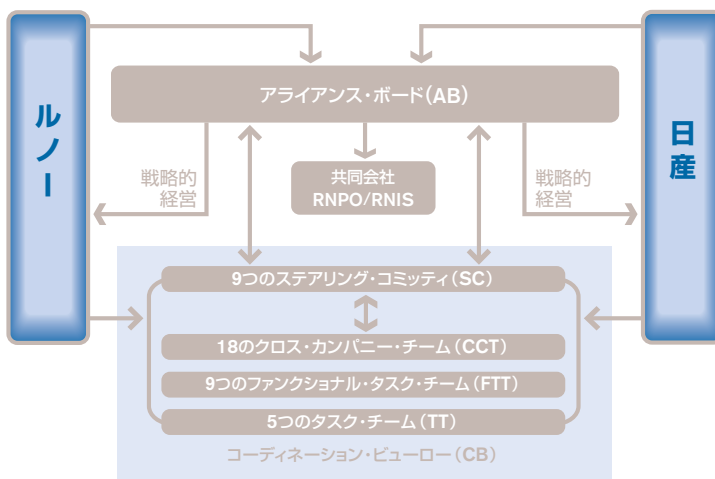 ルノー
日産
アライアンス・ボード(AB)
戦略的
経営
共同会社
RNPO/RNIS
戦略的
経営
9つのステアリング・コミッティ(SC)
18のクロス・カンパニー・チーム(CCT)
9つのファンクショナル・タスク・チーム(FTT)
5つのタスク・チーム(TT)
コーディネーション・ビューロー(CB)